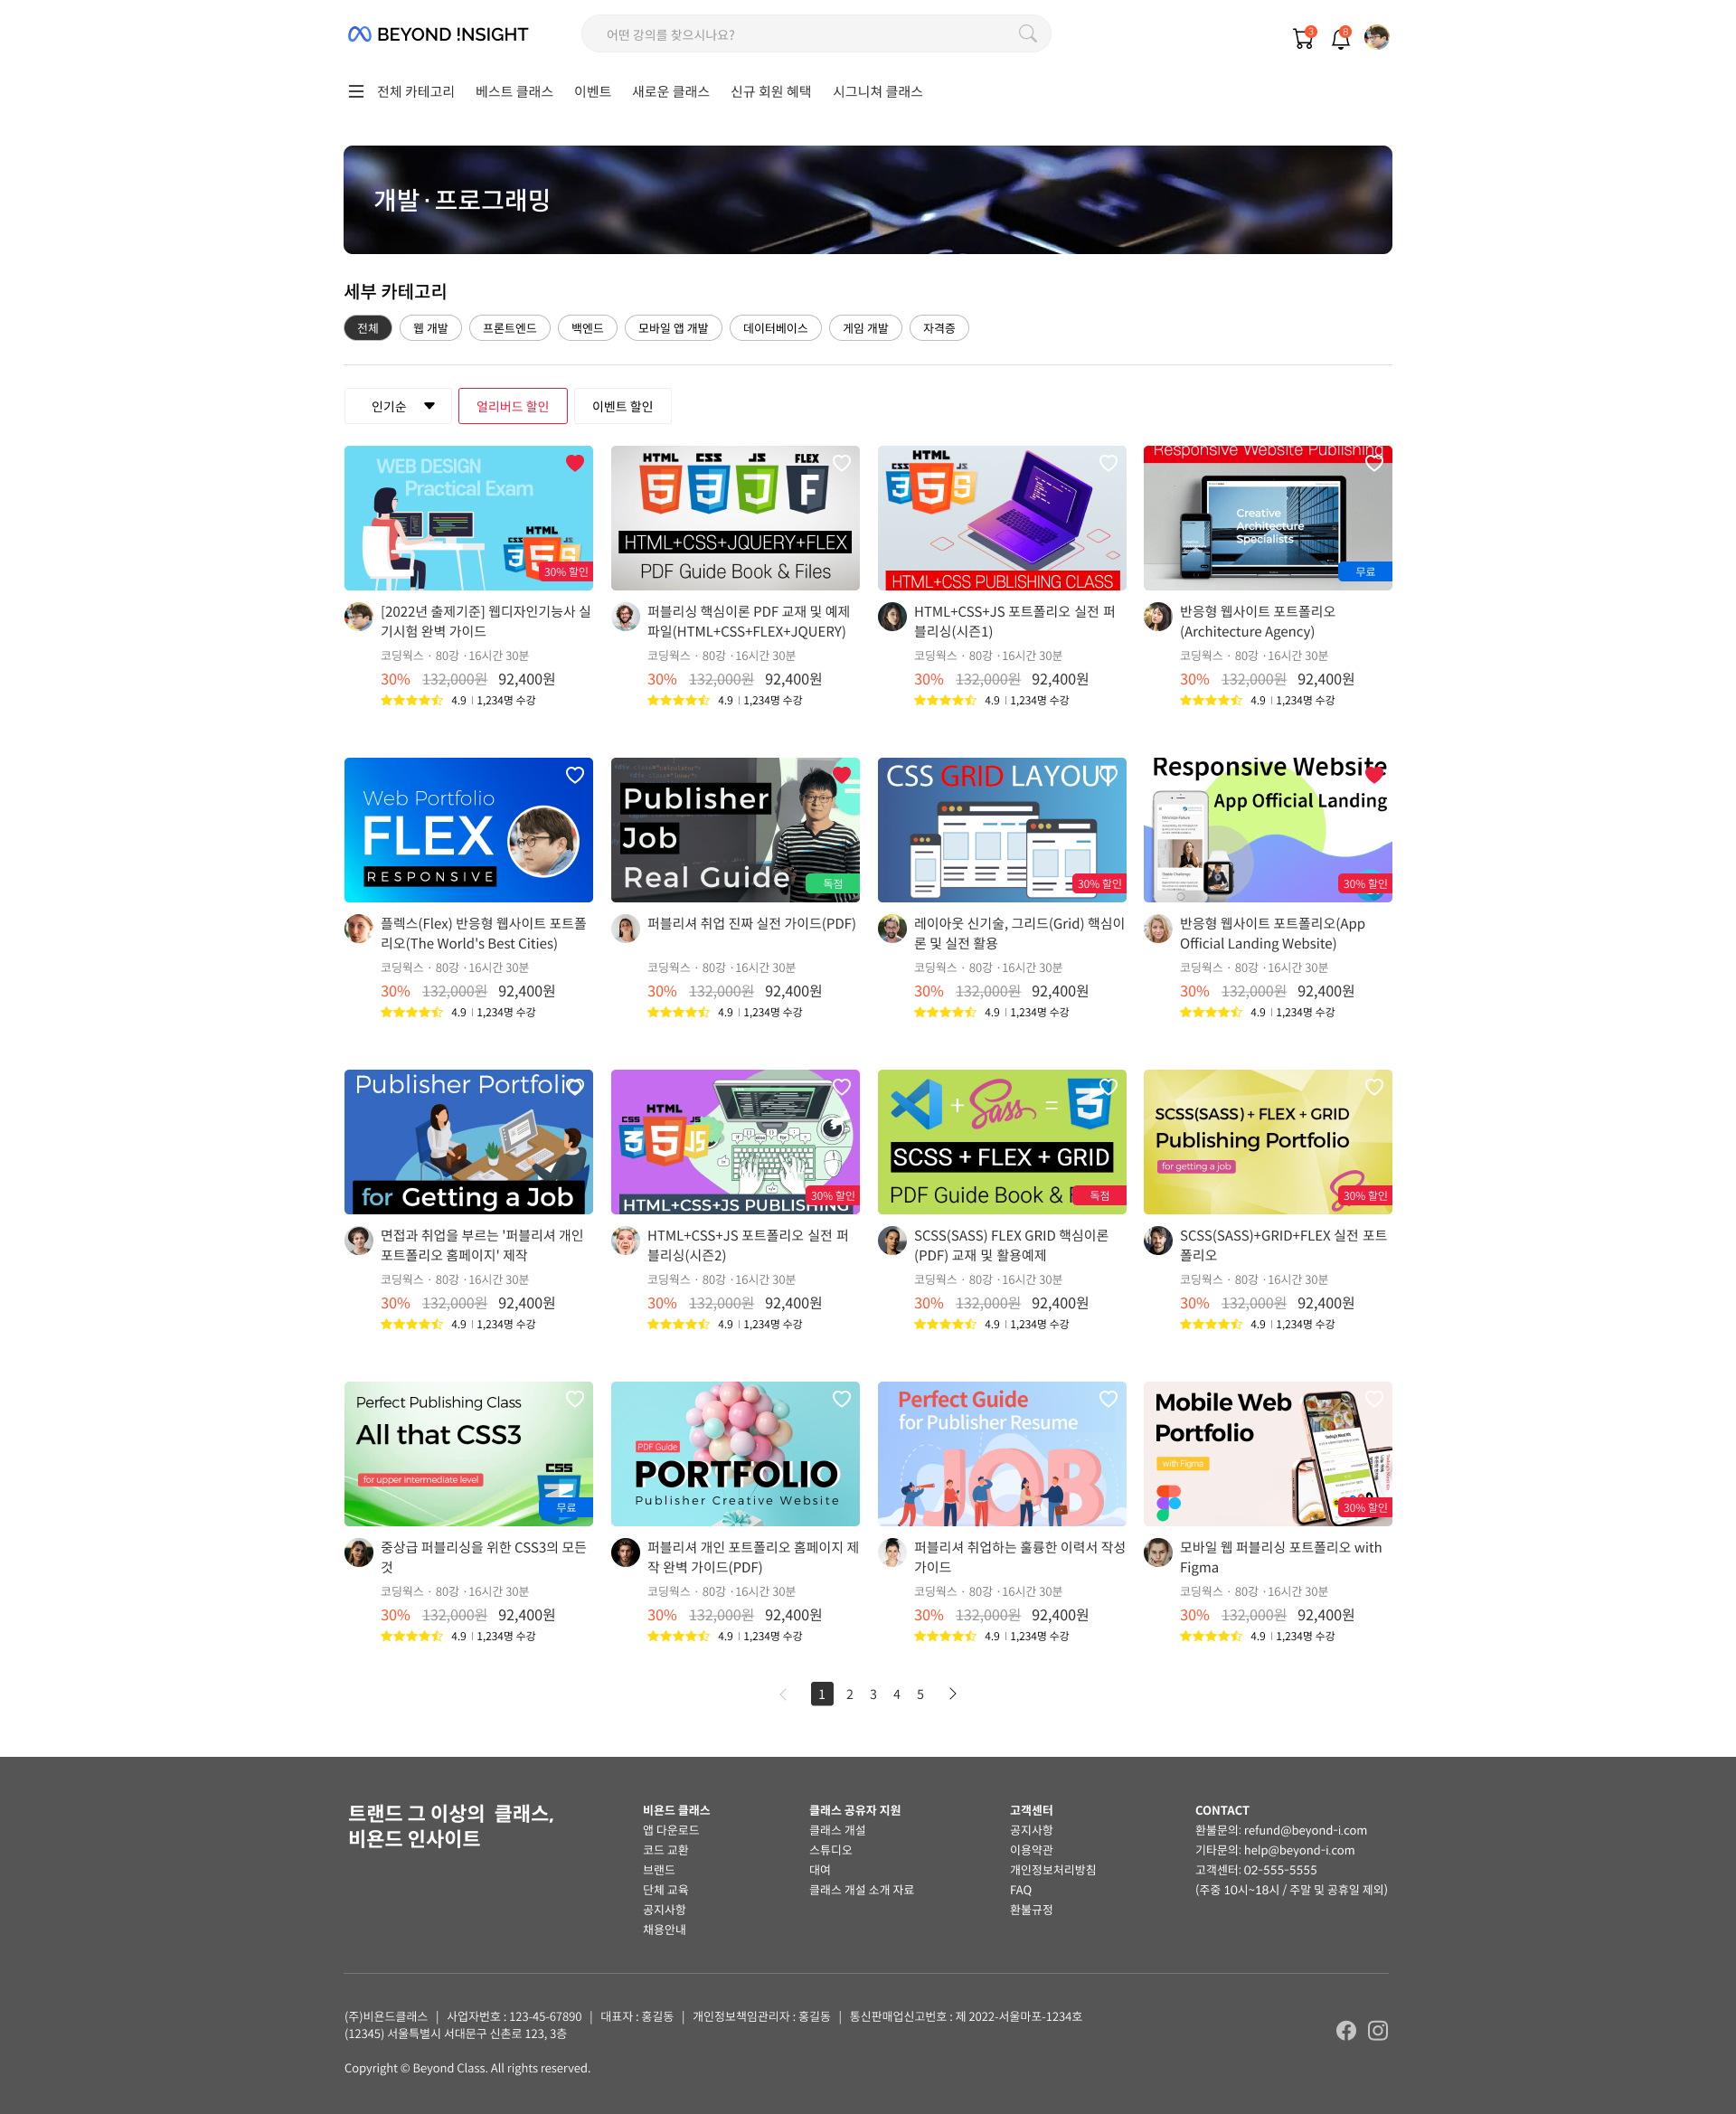 BEYOND !NSIGHT
어떤 강의를 찾으시나요?
3
8
전체 카테고리
베스트 클래스
이벤트
새로운 클래스
신규 회원 혜택
시그니쳐 클래스
개발 · 프로그래밍
세부 카테고리
전체
웹 개발
프론트엔드
백엔드
모바일 앱 개발
데이터베이스
게임 개발
자격증
인기순
얼리버드 할인
이벤트 할인
WEB DESIGN
Practical Exam
HTML
30% 할인
[2022년 출제기준] 웹디자인기능사 실
기시험 완벽 가이드
코딩웍스 · 80강 ·16시간 30분
30% 132,000원 92,400원
4.9 | 1,234명 수강
HTML CSS JS FLEX
HTML+CSS+JQUERY+FLEX
PDF Guide Book & Files
퍼블리싱 핵심이론 PDF 교재 및 예제
파일(HTML+CSS+FLEX+JQUERY)
코딩웍스 · 80강 ·16시간 30분
30% 132,000원 92,400원
4.9 | 1,234명 수강
HTML
CSS JS
HTML+CSS PUBLISHING CLASS
HTML+CSS+JS 포트폴리오 실전 퍼
블리싱(시즌1)
코딩웍스 · 80강 ·16시간 30분
30% 132,000원 92,400원
4.9 | 1,234명 수강
Responsive Website Publishing
Creative
Architecture
Specialists
무료
반응형 웹사이트 포트폴리오
(Architecture Agency)
코딩웍스 · 80강 ·16시간 30분
30% 132,000원 92,400원
4.9 | 1,234명 수강
Web Portfolio
FLEX
RESPONSIVE
플렉스(Flex) 반응형 웹사이트 포트폴
리오(The World's Best Cities)
코딩웍스 · 80강 ·16시간 30분
30% 132,000원 92,400원
4.9 | 1,234명 수강
Publisher
Job
Real Guide
독점
퍼블리셔 취업 진짜 실전 가이드(PDF)
코딩웍스 · 80강 ·16시간 30분
30% 132,000원 92,400원
4.9 | 1,234명 수강
CSS GRID LAYOUT
30% 할인
레이아웃 신기술, 그리드(Grid) 핵심이
론 및 실전 활용
코딩웍스 · 80강 ·16시간 30분
30% 132,000원 92,400원
4.9 | 1,234명 수강
Responsive Website
App Official Landing
30% 할인
반응형 웹사이트 포트폴리오(App
Official Landing Website)
코딩웍스 · 80강 ·16시간 30분
30% 132,000원 92,400원
4.9 | 1,234명 수강
Publisher Portfolio
for Getting a Job
면접과 취업을 부르는 '퍼블리셔 개인
포트폴리오 홈페이지' 제작
코딩웍스 · 80강 ·16시간 30분
30% 132,000원 92,400원
4.9 | 1,234명 수강
HTML
CSS JS
30% 할인
HTML+CSS+JS PUBLISHING
HTML+CSS+JS 포트폴리오 실전 퍼
블리싱(시즌2)
코딩웍스 · 80강 ·16시간 30분
30% 132,000원 92,400원
4.9 | 1,234명 수강
+ Sass =
SCSS + FLEX + GRID
PDF Guide Book &
독점
SCSS(SASS) FLEX GRID 핵심이론
(PDF) 교재 및 활용예제
코딩웍스 · 80강 ·16시간 30분
30% 132,000원 92,400원
4.9 | 1,234명 수강
SCSS(SASS) + FLEX + GRID
Publishing Portfolio
for getting a job
30% 할인
SCSS(SASS)+GRID+FLEX 실전 포트
폴리오
코딩웍스 · 80강 ·16시간 30분
30% 132,000원 92,400원
4.9 | 1,234명 수강
Perfect Publishing Class
All that CSS3
for upper intermediate level
CSS
무료
중상급 퍼블리싱을 위한 CSS3의 모든
것
코딩웍스 · 80강 ·16시간 30분
30% 132,000원 92,400원
4.9 | 1,234명 수강
PDF Guide
PORTFOLIO
Publisher Creative Website
퍼블리셔 개인 포트폴리오 홈페이지 제
작 완벽 가이드(PDF)
코딩웍스 · 80강 ·16시간 30분
30% 132,000원 92,400원
4.9 | 1,234명 수강
Perfect Guide
for Publisher Resume
JOB
퍼블리셔 취업하는 훌륭한 이력서 작성
가이드
코딩웍스 · 80강 ·16시간 30분
30% 132,000원 92,400원
4.9 | 1,234명 수강
Mobile Web
Portfolio
with Figma
30% 할인
모바일 웹 퍼블리싱 포트폴리오 with
Figma
코딩웍스 · 80강 ·16시간 30분
30% 132,000원 92,400원
4.9 | 1,234명 수강
1 2 3 4 5
트랜드 그 이상의 클래스,
비욘드 인사이트
비욘드 클래스
앱 다운로드
코드 교환
브랜드
단체 교육
공지사항
채용안내
클래스 공유자 지원
클래스 개설
스튜디오
대여
클래스 개설 소개 자료
고객센터
공지사항
이용약관
개인정보처리방침
FAQ
환불규정
CONTACT
환불문의: refund@beyond-i.com
기타문의: help@beyond-i.com
고객센터: 02-555-5555
(주중 10시~18시 / 주말 및 공휴일 제외)
(주)비욘드클래스 | 사업자번호 : 123-45-67890 | 대표자 : 홍길동 | 개인정보책임관리자 : 홍길동 | 통신판매업신고번호 : 제 2022-서울마포-1234호
(12345) 서울특별시 서대문구 신촌로 123, 3층
Copyright © Beyond Class. All rights reserved.